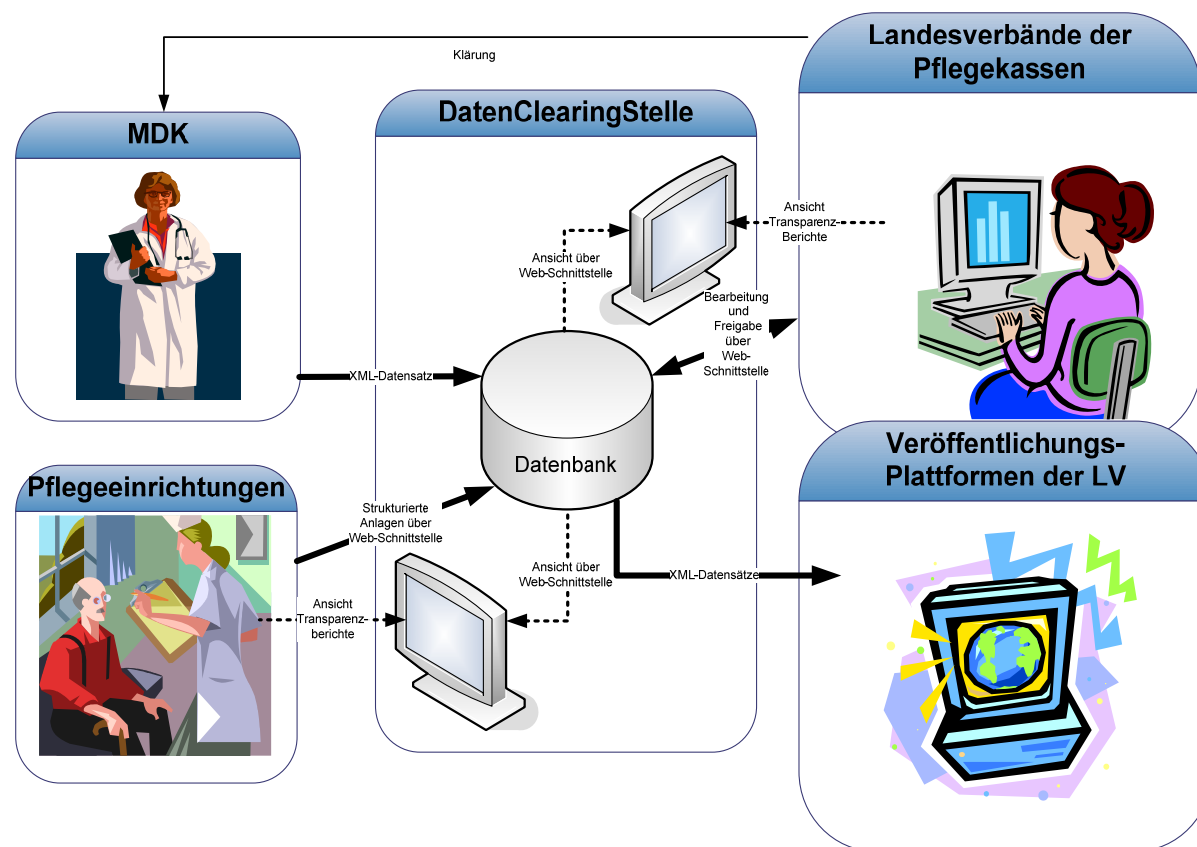 Landesverbände der
Pflegekassen
Klärung
MDK
DatenClearingStelle
Ansicht
Transparenz
Berichte
Ansicht über
Web-Schnittstelle
Bearbeitung
und
Freigabe
über
Web-
Schnittstelle
XML-Datensatz
Datenbank
Veröffentlichungs-
Plattformen der LV
Pflegeeinrichtungen
Strukturierte
Anlagen über
Web-Schnittstelle
Ansicht über
Web-Schnittstelle
XML-Datensätze
Ansicht
Transparenz-
berichte